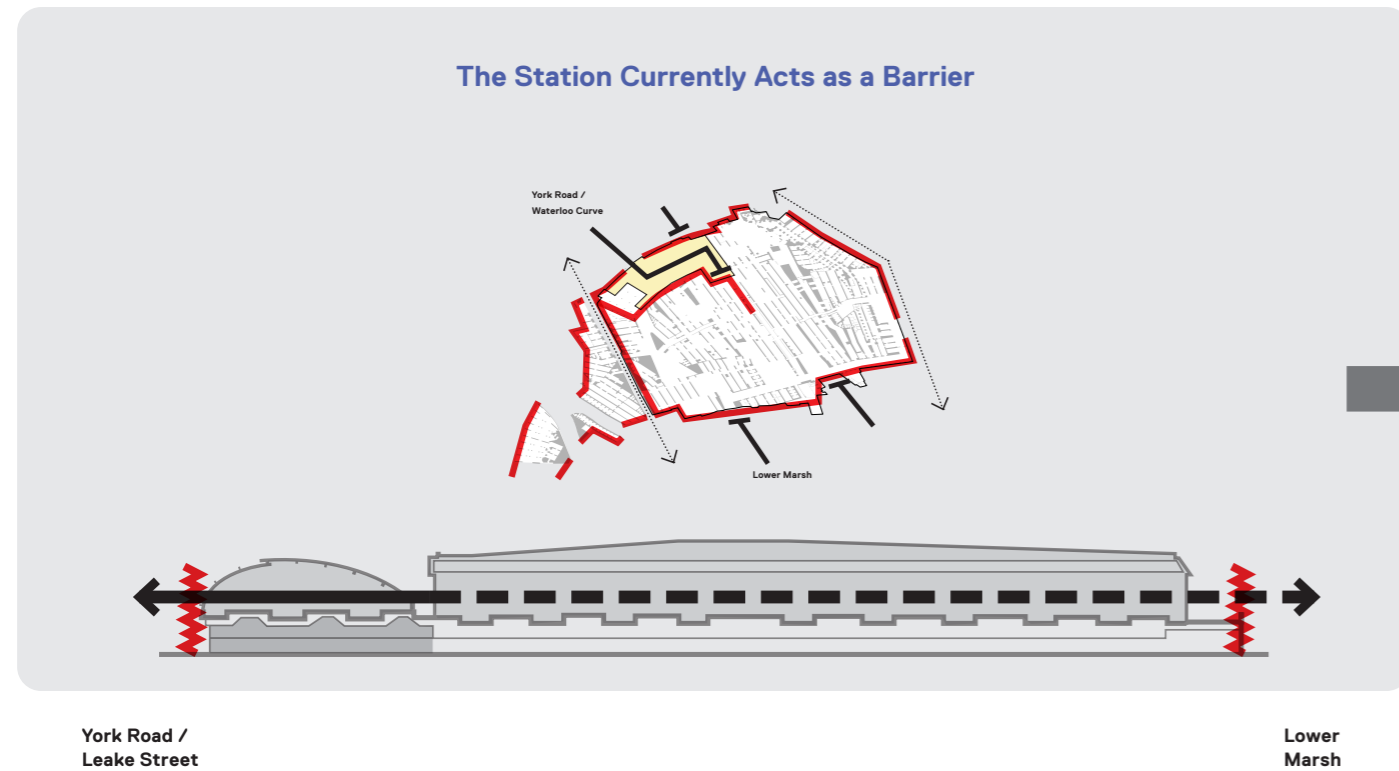 The Station Currently Acts as a Barrier
York Road /
Waterloo Curve
Lower Marsh
York Road /
Leake Street
Lower
Marsh